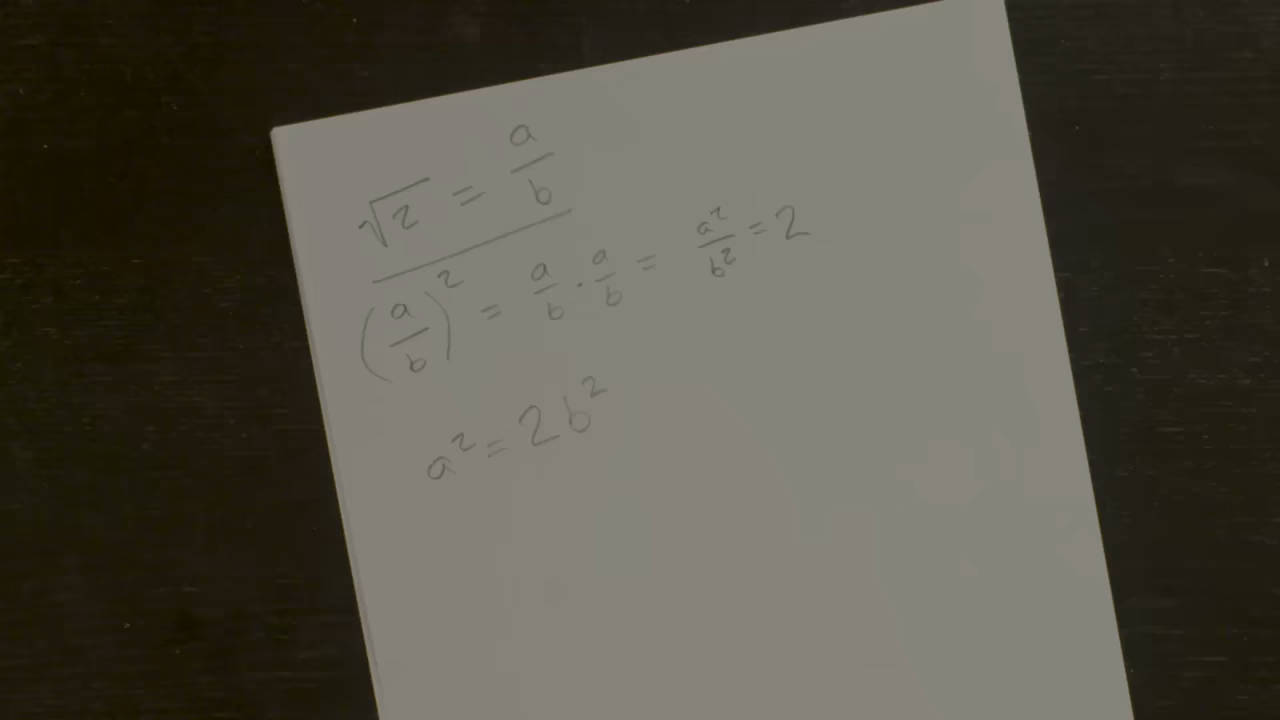 √2 = a/b
(a/b)² = a/b · a/b = a²/b² = 2
a² = 2b²